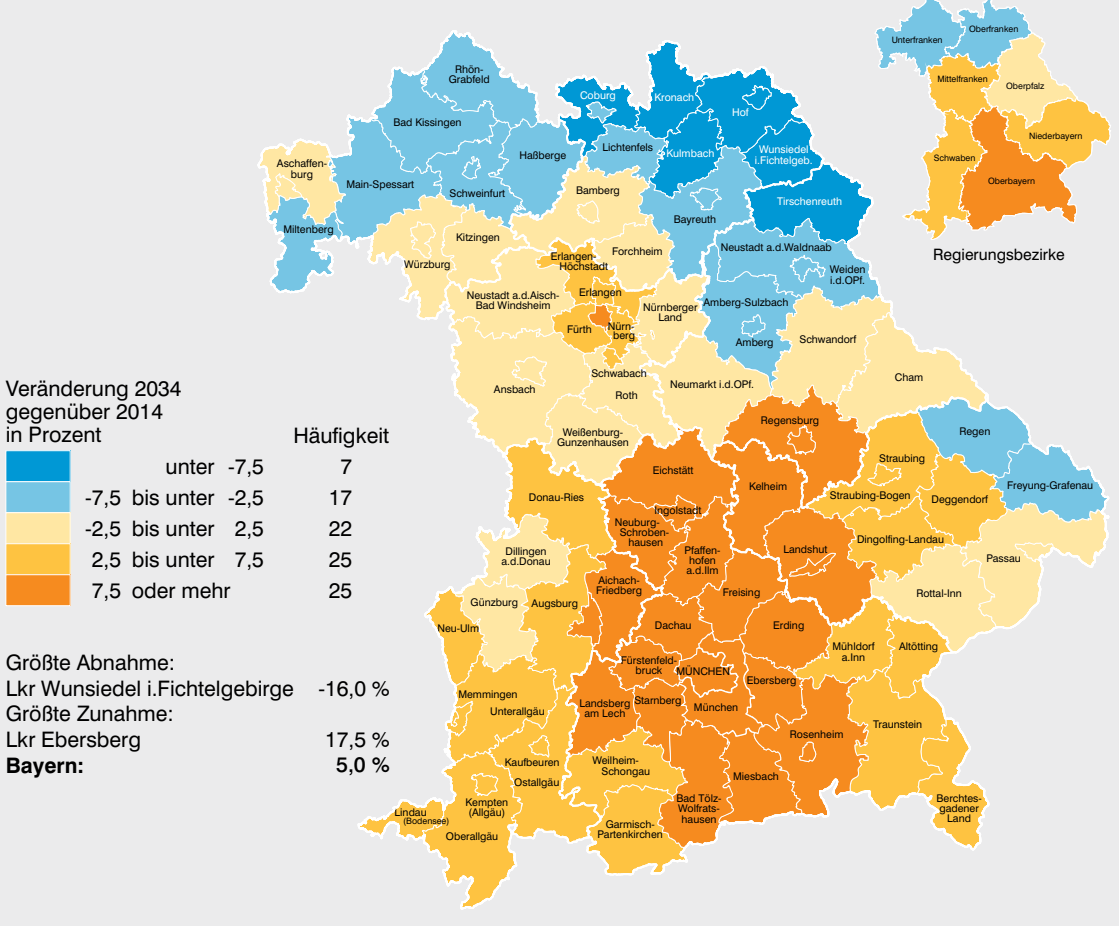 Unterfranken
Oberfranken
Mittelfranken
Oberpfalz
Niederbayern
Schwaben
Oberbayern
Regierungsbezirke
Rhön-
Grabfeld
Coburg
Kronach
Hof
Bad Kissingen
Lichtenfels
Kulmbach
Wunsiedel
i.Fichtelgeb.
Haßberge
Aschaffen-
burg
Main-Spessart
Schweinfurt
Bamberg
Tirschenreuth
Miltenberg
Bayreuth
Kitzingen
Würzburg
Forchheim
Neustadt a.d.Waldnaab
Erlangen-
Höchstadt
Weiden
i.d.OPf.
Neustadt a.d.Aisch-
Bad Windsheim
Erlangen
Nürnberger
Land
Amberg-Sulzbach
Fürth
Nürn-
berg
Amberg
Schwandorf
Schwabach
Ansbach
Roth
Neumarkt i.d.OPf.
Cham
Weißenburg-
Gunzenhausen
Regensburg
Regen
Eichstätt
Kelheim
Straubing
Freyung-Grafenau
Donau-Ries
Straubing-Bogen
Deggendorf
Ingolstadt
Neuburg-
Schroben-
hausen
Dingolfing-Landau
Dillingen
a.d.Donau
Pfaffen-
hofen
a.d.Ilm
Landshut
Passau
Aichach-
Friedberg
Freising
Rottal-Inn
Günzburg
Augsburg
Neu-Ulm
Dachau
Erding
Mühldorf
a.Inn
Altötting
Fürstenfeld-
bruck
MÜNCHEN
Ebersberg
Memmingen
Unterallgäu
Landsberg
am Lech
Starnberg
München
Traunstein
Rosenheim
Kaufbeuren
Weilheim-
Schongau
Miesbach
Ostallgäu
Kempten
(Allgäu)
Bad Tölz-
Wolfrats-
hausen
Berchtes-
gadener
Land
Lindau
(Bodensee)
Oberallgäu
Garmisch-
Partenkirchen
Veränderung 2034
gegenüber 2014
in Prozent Häufigkeit
unter -7,5 7
-7,5 bis unter -2,5 17
-2,5 bis unter 2,5 22
2,5 bis unter 7,5 25
7,5 oder mehr 25
Größte Abnahme:
Lkr Wunsiedel i.Fichtelgebirge -16,0 %
Größte Zunahme:
Lkr Ebersberg 17,5 %
Bayern: 5,0 %